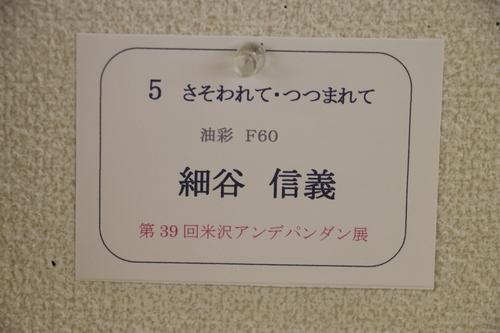 5 さそわれて・つつまれて
油彩 F60
細谷 信義
第39回米沢アンデパンダン展